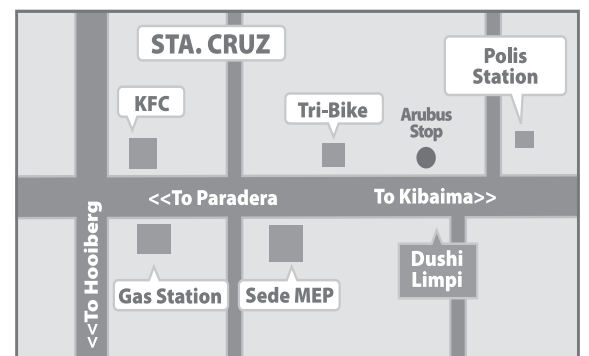 STA. CRUZ
Polis
Station
KFC
Tri-Bike
Arubus
Stop
<<To Paradera
To Kibaima>>
<<To Hooiberg
Gas Station
Sede MEP
Dushi
Limpi